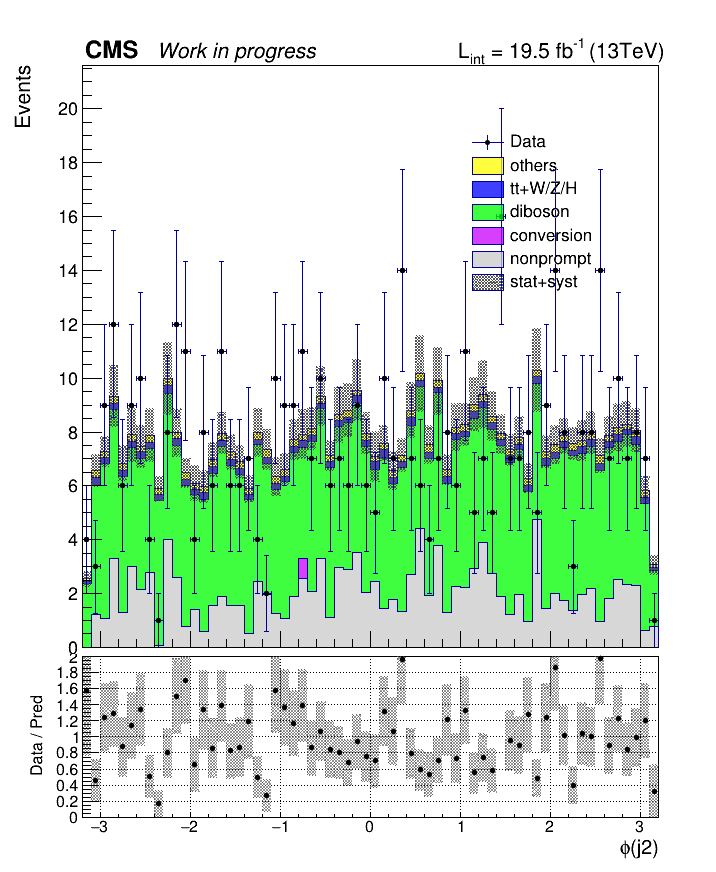 CMS Work in progress L_int = 19.5 fb^-1 (13TeV)
Events
20
18
16
14
12
10
8
6
4
2
0
Data
others
tt+W/Z/H
diboson
conversion
nonprompt
stat+syst
Data / Pred
2
1.8
1.6
1.4
1.2
1
0.8
0.6
0.4
0.2
0
−3 −2 −1 0 1 2 3
ϕ(j2)